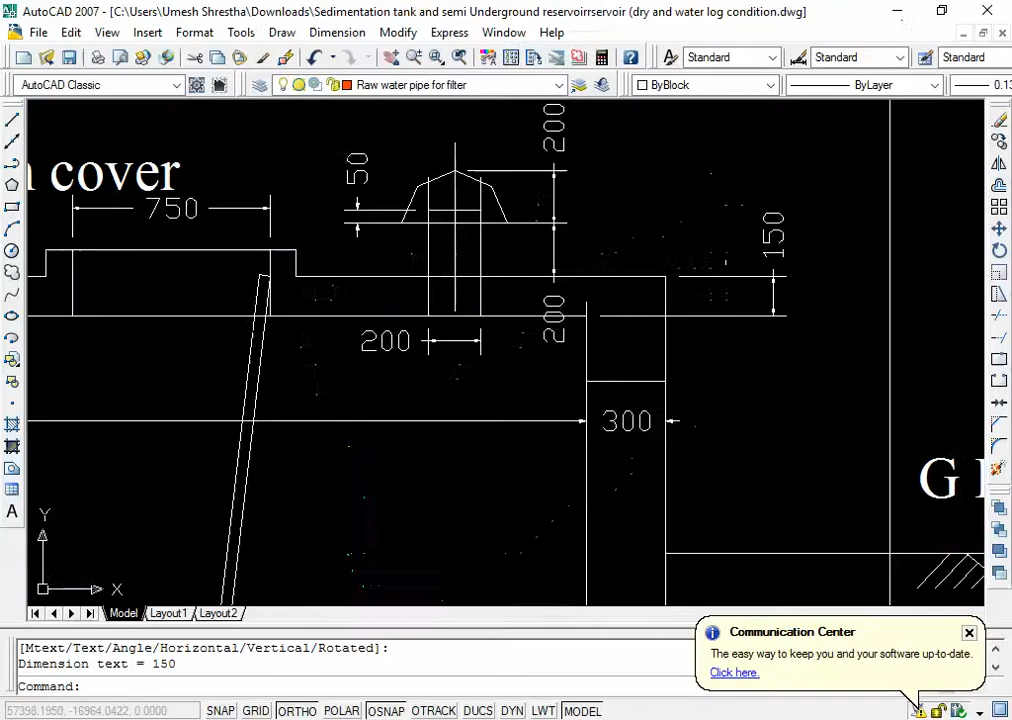 AutoCAD 2007 - [C:\Users\Umesh Shrestha\Downloads\Sedimentation tank and semi Underground reservoirrservoir (dry and water log condition.dwg]
File Edit View Insert Format Tools Draw Dimension Modify Express Window Help
Standard Standard Standard
AutoCAD Classic Raw water pipe for filter ByBlock ByLayer 0.13
cover
750
50
200
150
200
200
300
G
Y
X
Model Layout1 Layout2
[Mtext/Text/Angle/Horizontal/Vertical/Rotated]:
Dimension text = 150
Command:
Communication Center
The easy way to keep you and your software up-to-date.
Click here.
57398.1950, -16964.0422, 0.0000 SNAP GRID ORTHO POLAR OSNAP OTRACK DUCS DYN LWT MODEL